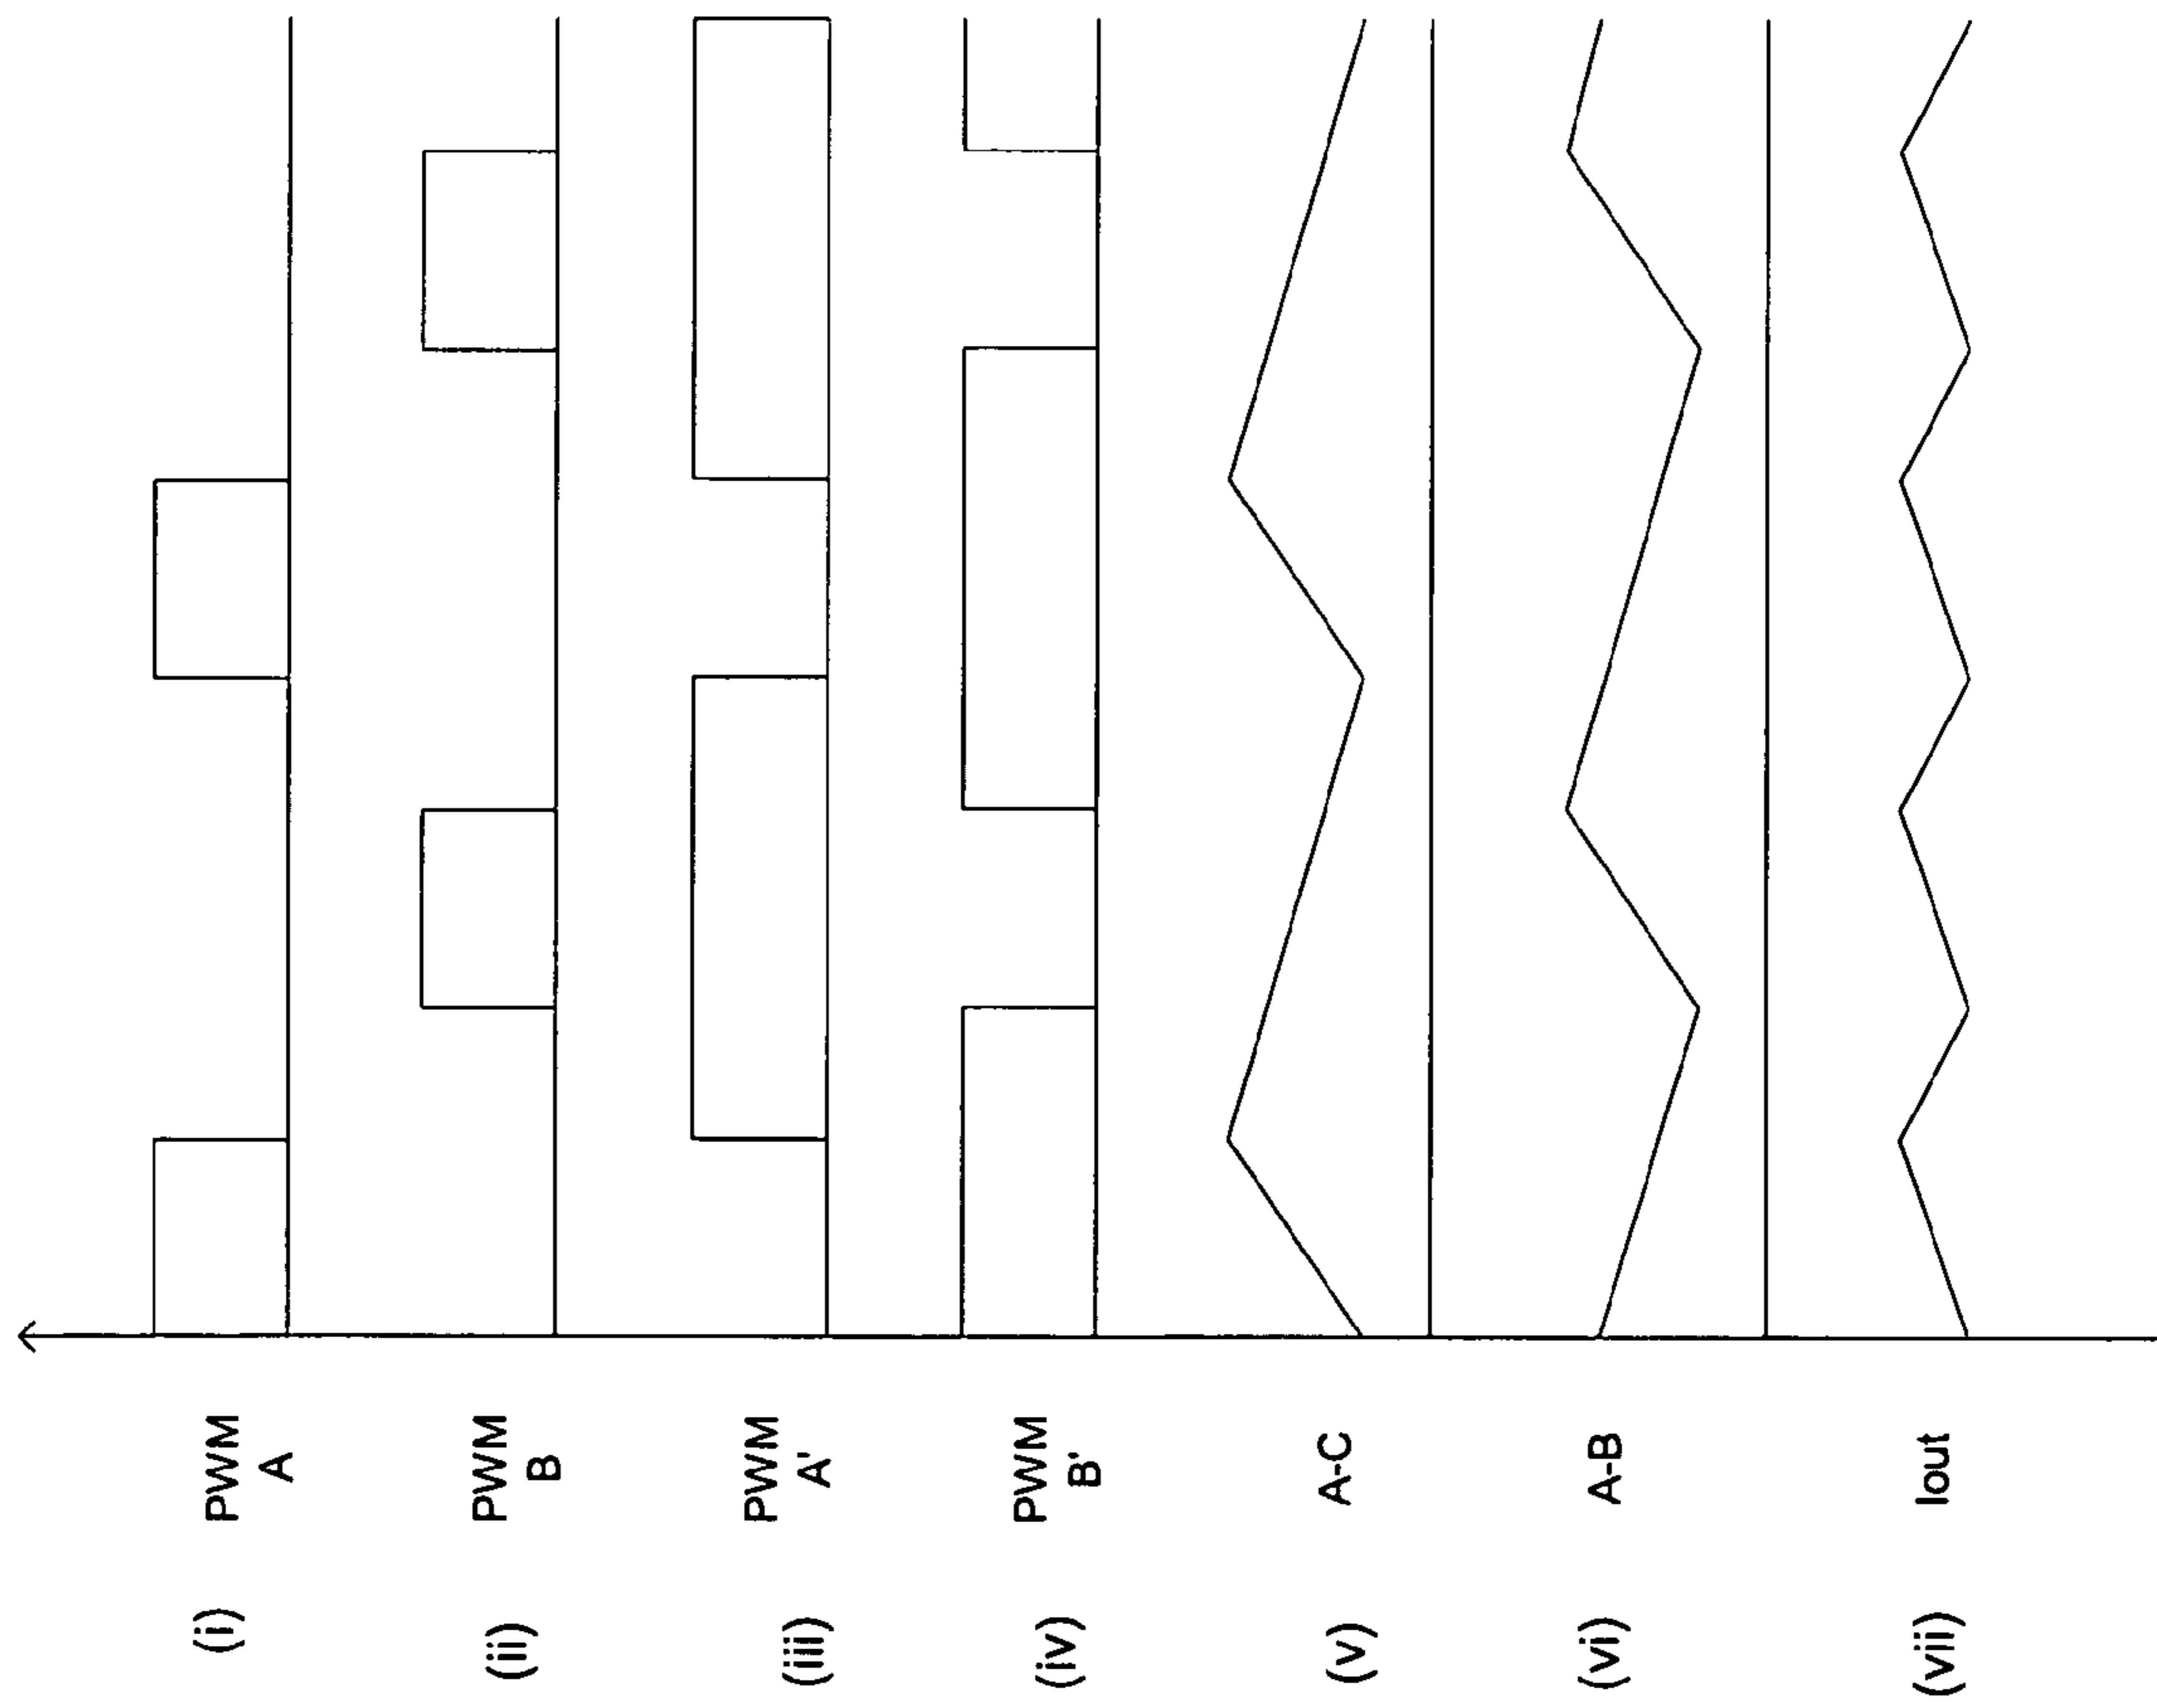 (i) PWM
A
(ii) PWM
B
(iii) PWM
A'
(iv) PWM
B'
(v) A-C
(vi) A-B
(vii) Iout